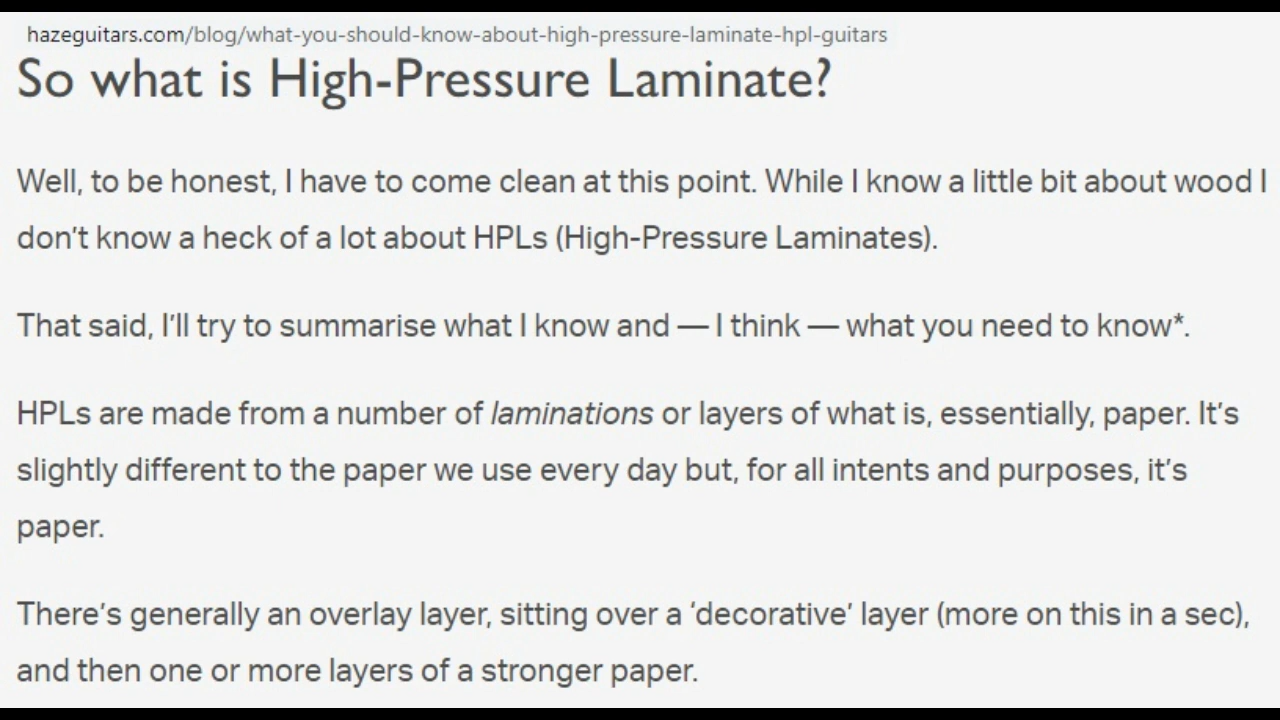 hazeguitars.com/blog/what-you-should-know-about-high-pressure-laminate-hpl-guitars
So what is High-Pressure Laminate?
Well, to be honest, I have to come clean at this point. While I know a little bit about wood I
don’t know a heck of a lot about HPLs (High-Pressure Laminates).
That said, I’ll try to summarise what I know and — I think — what you need to know*.
HPLs are made from a number of laminations or layers of what is, essentially, paper. It’s
slightly different to the paper we use every day but, for all intents and purposes, it’s
paper.
There’s generally an overlay layer, sitting over a ‘decorative’ layer (more on this in a sec),
and then one or more layers of a stronger paper.